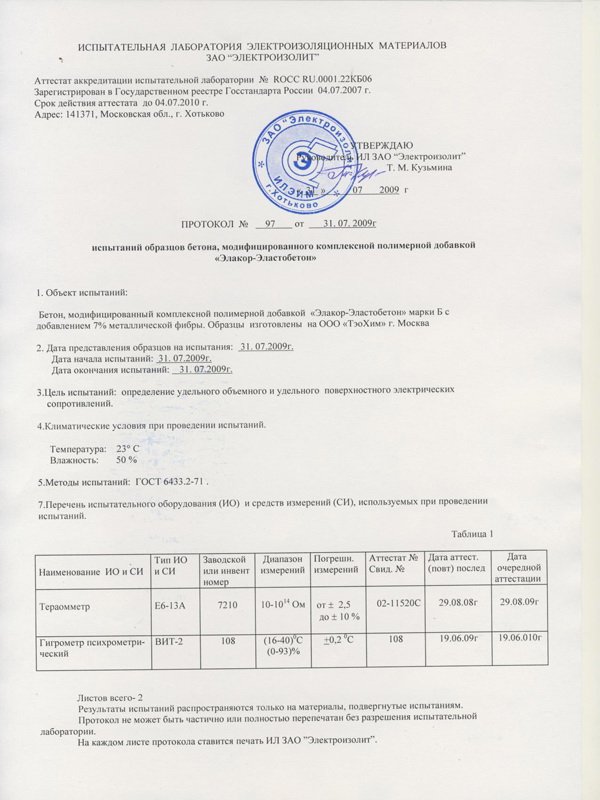 ИСПЫТАТЕЛЬНАЯ ЛАБОРАТОРИЯ ЭЛЕКТРОИЗОЛЯЦИОННЫХ МАТЕРИАЛОВ
ЗАО "ЭЛЕКТРОИЗОЛИТ"
Аттестат аккредитации испытательной лаборатории № ROCC RU.0001.22КБ06
Зарегистрирован в Государственном реестре Госстандарта России 04.07.2007 г.
Срок действия аттестата до 04.07.2010 г.
Адрес: 141371, Московская обл., г. Хотьково
ЗАО "Электроизолит"
ИЛЭИМ
г. Хотьково
УТВЕРЖДАЮ
Руководитель ИЛ ЗАО "Электроизолит"
Т. М. Кузьмина
31 » 07 2009 г
ПРОТОКОЛ № 97 от 31. 07. 2009г
испытаний образцов бетона, модифицированного комплексной полимерной добавкой
«Элакор-Эластобетон»
1. Объект испытаний:
Бетон, модифицированный комплексной полимерной добавкой «Элакор-Эластобетон» марки Б с
добавлением 7% металлической фибры. Образцы изготовлены на ООО «ТэоХим» г. Москва
2. Дата представления образцов на испытания: 31. 07.2009г.
Дата начала испытаний: 31. 07.2009г.
Дата окончания испытаний: 31. 07.2009г.
3.Цель испытаний: определение удельного объемного и удельного поверхностного электрических
сопротивлений.
4.Климатические условия при проведении испытаний.
Температура: 23° С
Влажность: 50 %
5.Методы испытаний: ГОСТ 6433.2-71 .
7.Перечень испытательного оборудования (ИО) и средств измерений (СИ), используемых при проведении
испытаний.
Таблица 1
Наименование ИО и СИ | Тип ИО и СИ | Заводской или инвент номер | Диапазон измерений | Погрешн. измерений | Аттестат № Свид. № | Дата аттест. (повт) послед | Дата очередной аттестации
Тераомметр | Е6-13А | 7210 | 10-10¹⁴ Ом | от ± 2,5 до ± 10 % | 02-11520С | 29.08.08г | 29.08.09г
Гигрометр психрометри-ческий | ВИТ-2 | 108 | (16-40)⁰С (0-93)% | ±0,2 ⁰С | 108 | 19.06.09г | 19.06.010г
Листов всего- 2
Результаты испытаний распространяются только на материалы, подвергнутые испытаниям.
Протокол не может быть частично или полностью перепечатан без разрешения испытательной
лаборатории.
На каждом листе протокола ставится печать ИЛ ЗАО "Электроизолит".